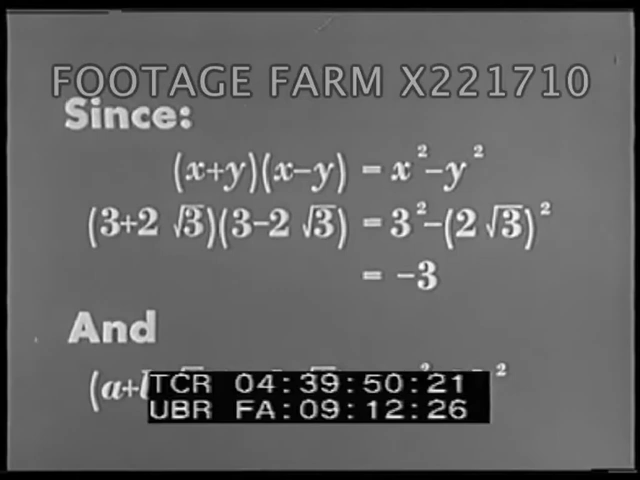 FOOTAGE FARM X221710
Since:
(x+y)(x-y) = x²-y²
(3+2 √3)(3-2 √3) = 3²-(2 √3)²
= -3
And
(a+
TCR 04:39:50:21
UBR FA:09:12:26